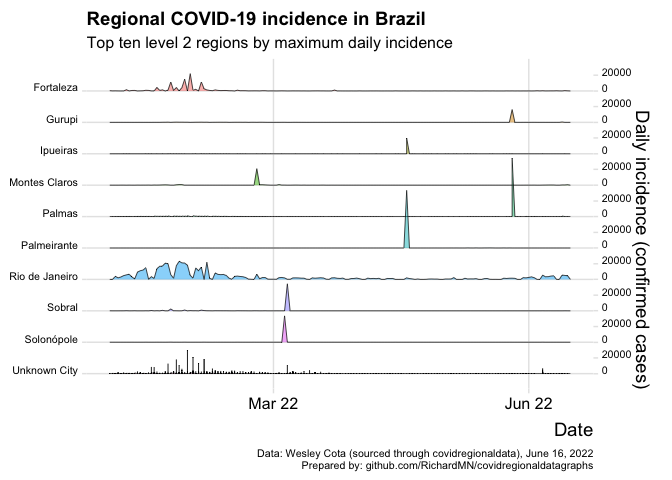 Regional COVID-19 incidence in Brazil
Top ten level 2 regions by maximum daily incidence
Fortaleza
Gurupi
Ipueiras
Montes Claros
Palmas
Palmeirante
Rio de Janeiro
Sobral
Solonópole
Unknown City
20000
0
20000
0
20000
0
20000
0
20000
0
20000
0
20000
0
20000
0
20000
0
20000
0
Daily incidence (confirmed cases)
Mar 22
Jun 22
Date
Data: Wesley Cota (sourced through covidregionaldata), June 16, 2022
Prepared by: github.com/RichardMN/covidregionaldatagraphs